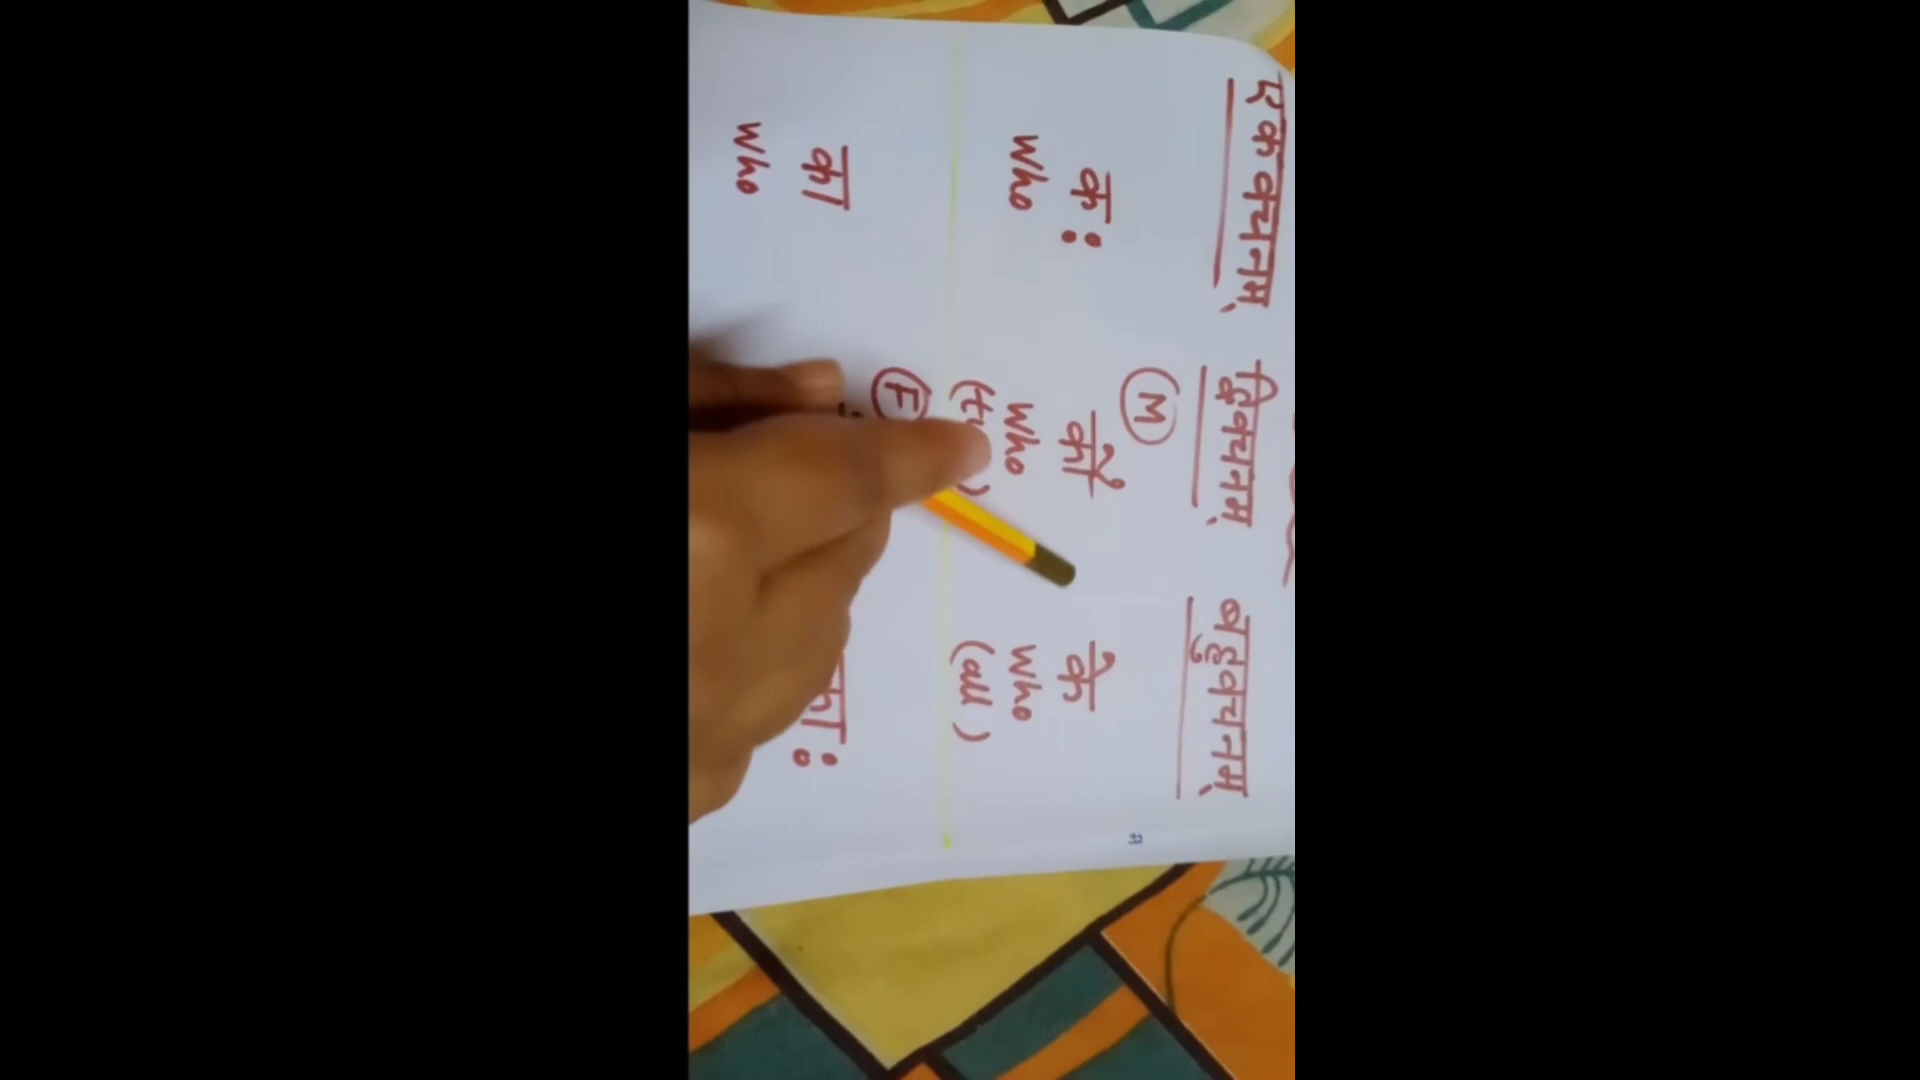 एकवचनम् द्विवचनम् बहुवचनम्
M
कः कौ के
who who who
(all)
F
का
who